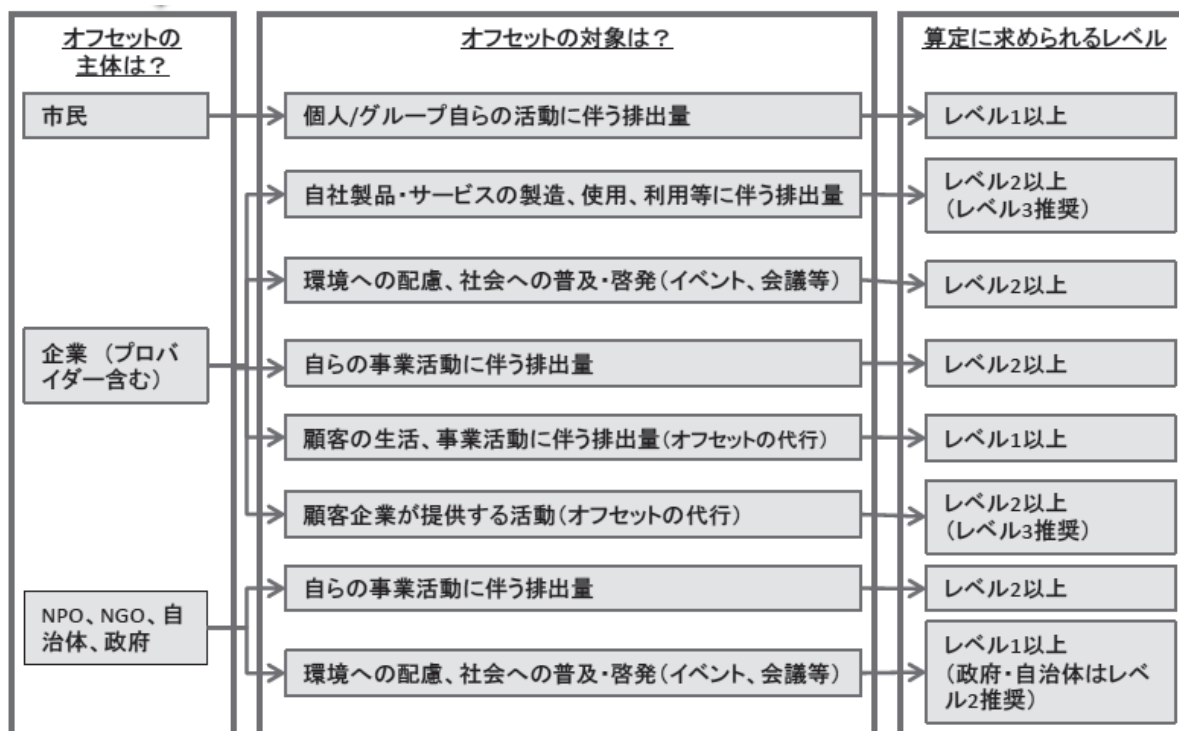 オフセットの
主体は？
オフセットの対象は？
算定に求められるレベル
市民
個人/グループ自らの活動に伴う排出量
レベル1以上
企業　（プロバ
イダー含む）
自社製品・サービスの製造、使用、利用等に伴う排出量
レベル2以上
（レベル3推奨）
環境への配慮、社会への普及・啓発（イベント、会議等）
レベル2以上
自らの事業活動に伴う排出量
レベル2以上
顧客の生活、事業活動に伴う排出量（オフセットの代行）
レベル1以上
顧客企業が提供する活動（オフセットの代行）
レベル2以上
（レベル3推奨）
NPO、NGO、自
治体、政府
自らの事業活動に伴う排出量
レベル2以上
環境への配慮、社会への普及・啓発（イベント、会議等）
レベル1以上
（政府・自治体はレベ
ル2推奨）